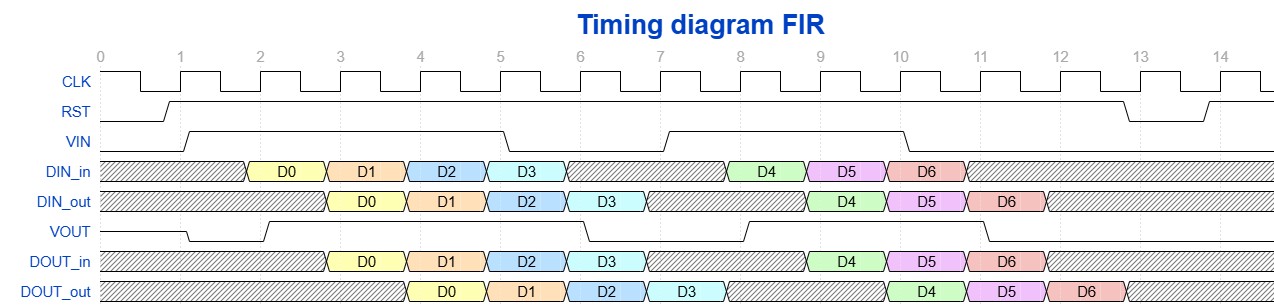 Timing diagram FIR
0 1 2 3 4 5 6 7 8 9 10 11 12 13 14
CLK
RST
VIN
DIN_in D0 D1 D2 D3 D4 D5 D6
DIN_out D0 D1 D2 D3 D4 D5 D6
VOUT
DOUT_in D0 D1 D2 D3 D4 D5 D6
DOUT_out D0 D1 D2 D3 D4 D5 D6